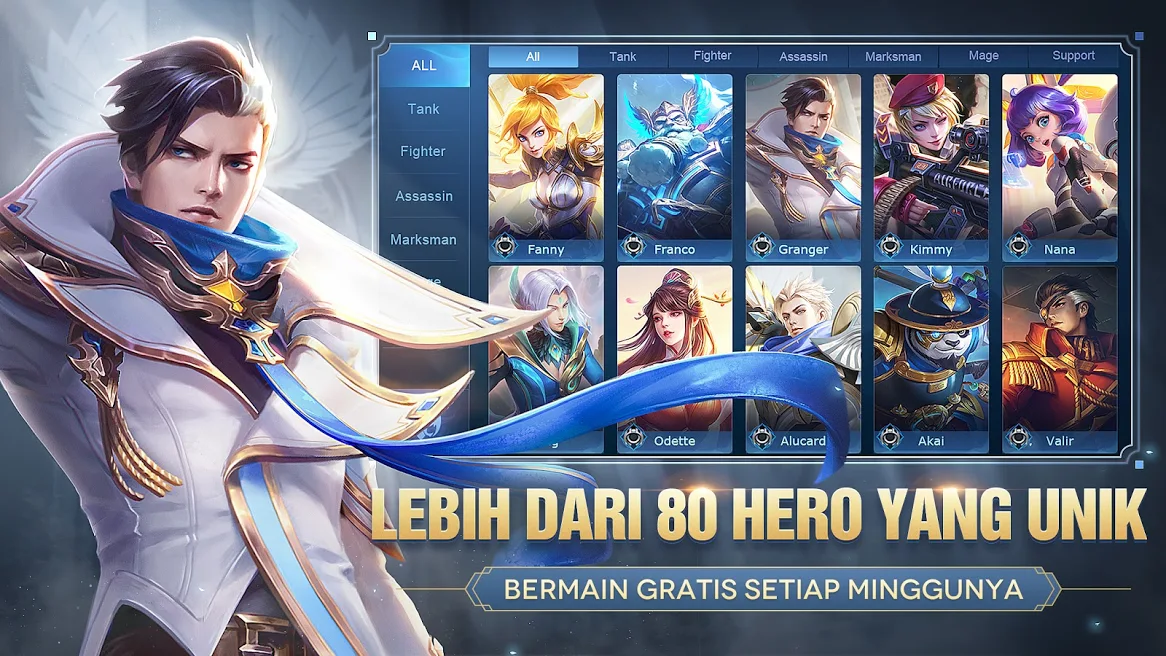 ALL
Tank
Fighter
Assassin
Marksman
All Tank Fighter Assassin Marksman Mage Support
Fanny Franco Granger Kimmy Nana
AIRFORCE
Odette Alucard Akai Valir
LEBIH DARI 80 HERO YANG UNIK
BERMAIN GRATIS SETIAP MINGGUNYA